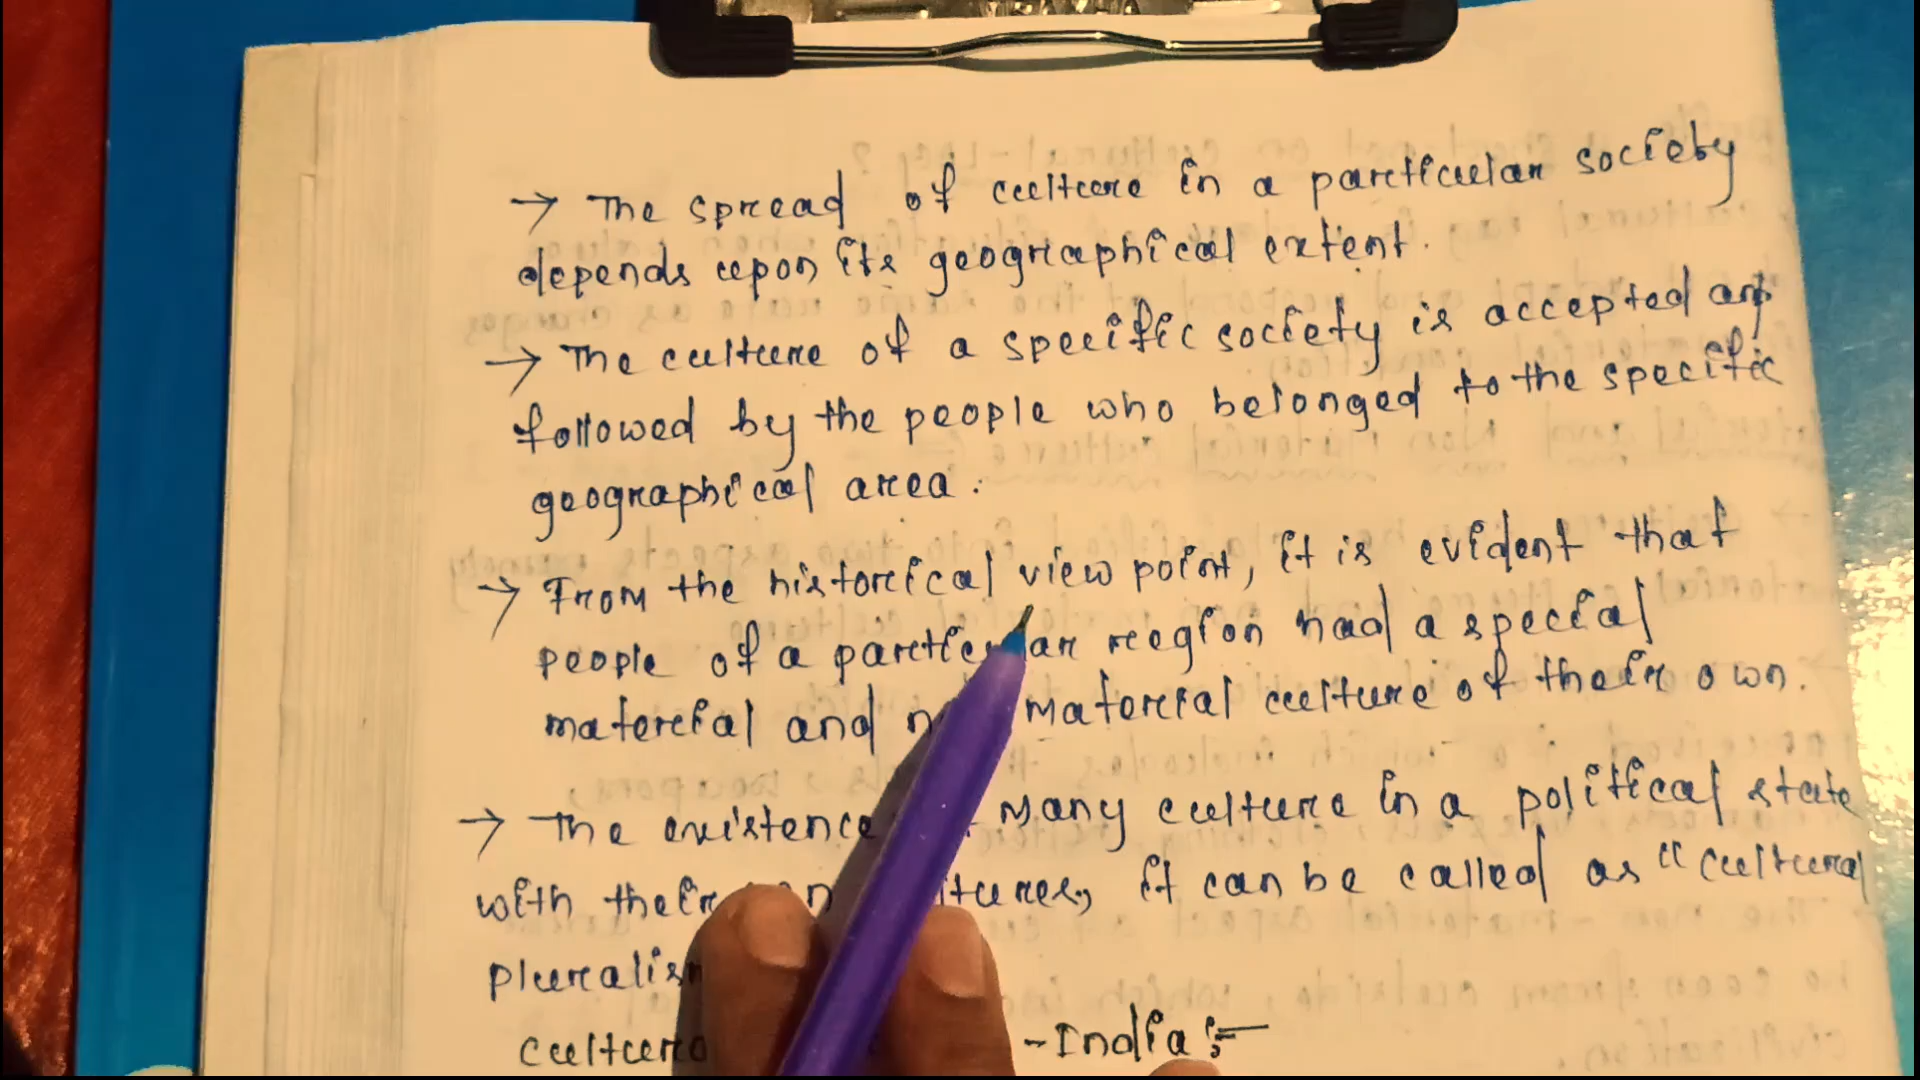 → The spread of culture in a particular society
depends upon its geographical extent.
→ The culture of a specific society is accepted and
followed by the people who belonged to the specific
geographical area.
→ From the historical view point, it is evident that
people of a particular region had a special
material and material culture of their own.
→ The existence many culture in a political state
with their it can be called as "cultural
pluralism
- India :-